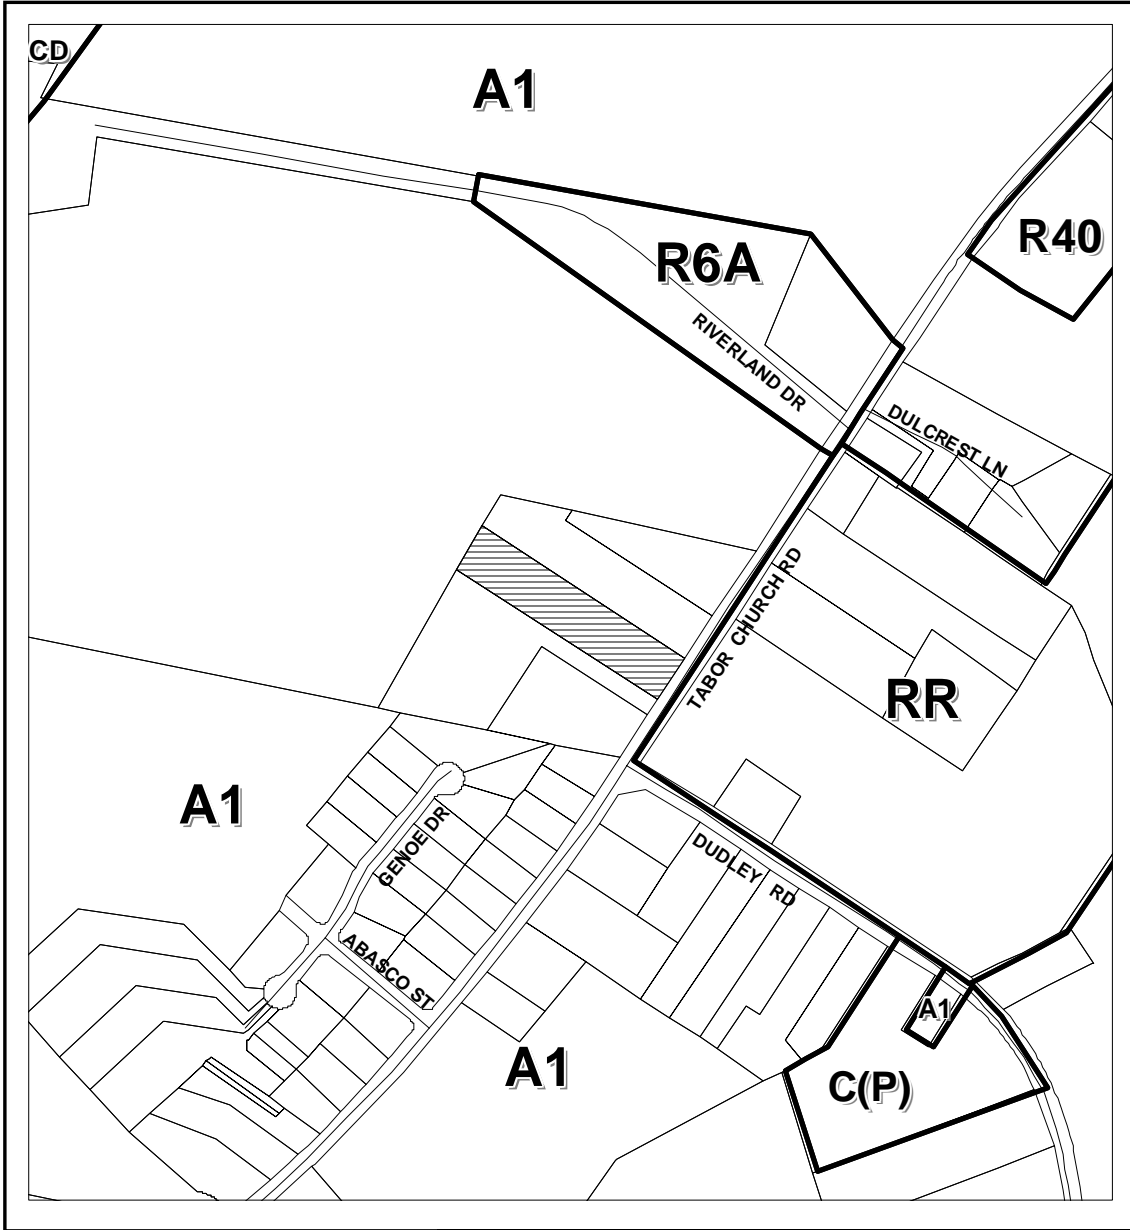 CD
A1
R40
R6A
RIVERLAND DR
DULCREST LN
TABOR CHURCH RD
RR
A1
GENOE DR
DUDLEY RD
ABASCO ST
A1
A1
C(P)